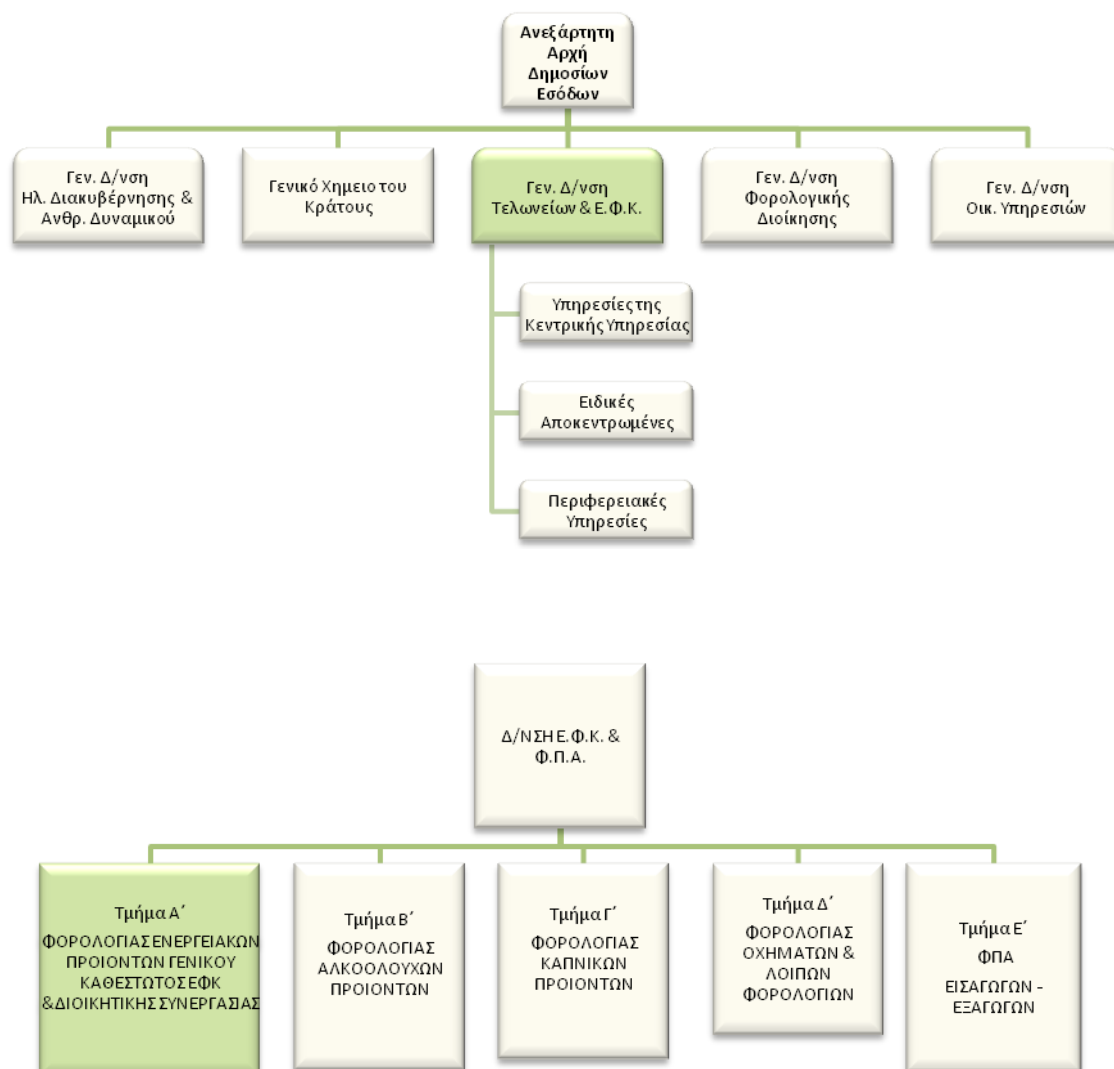 Ανεξάρτητη
Αρχή
Δημοσίων
Εσόδων
Γεν. Δ/νση
Ηλ. Διακυβέρνησης &
Ανθρ. Δυναμικού
Γενικό Χημειο του
Κράτους
Γεν. Δ/νση
Τελωνείων & Ε.Φ.Κ.
Γεν. Δ/νση
Φορολογικής
Διοίκησης
Γεν. Δ/νση
Οικ. Υπηρεσιών
Υπηρεσίες της
Κεντρικής Υπηρεσίας
Ειδικές
Αποκεντρωμένες
Περιφερειακές
Υπηρεσίες
Δ/ΝΣΗ Ε.Φ.Κ. &
Φ.Π.Α.
Τμήμα Α΄
ΦΟΡΟΛΟΓΙΑΣ ΕΝΕΡΓΕΙΑΚΩΝ
ΠΡΟΙΟΝΤΩΝ ΓΕΝΙΚΟΥ
ΚΑΘΕΣΤΩΤΟΣ ΕΦΚ
& ΔΙΟΙΚΗΤΙΚΗΣ ΣΥΝΕΡΓΑΣΙΑΣ
Τμήμα Β΄
ΦΟΡΟΛΟΓΙΑΣ
ΑΛΚΟΟΛΟΥΧΩΝ
ΠΡΟΙΟΝΤΩΝ
Τμήμα Γ΄
ΦΟΡΟΛΟΓΙΑΣ
ΚΑΠΝΙΚΩΝ
ΠΡΟΙΟΝΤΩΝ
Τμήμα Δ΄
ΦΟΡΟΛΟΓΙΑΣ
ΟΧΗΜΑΤΩΝ &
ΛΟΙΠΩΝ
ΦΟΡΟΛΟΓΙΩΝ
Τμήμα Ε΄
ΦΠΑ
ΕΙΣΑΓΩΓΩΝ –
ΕΞΑΓΩΓΩΝ